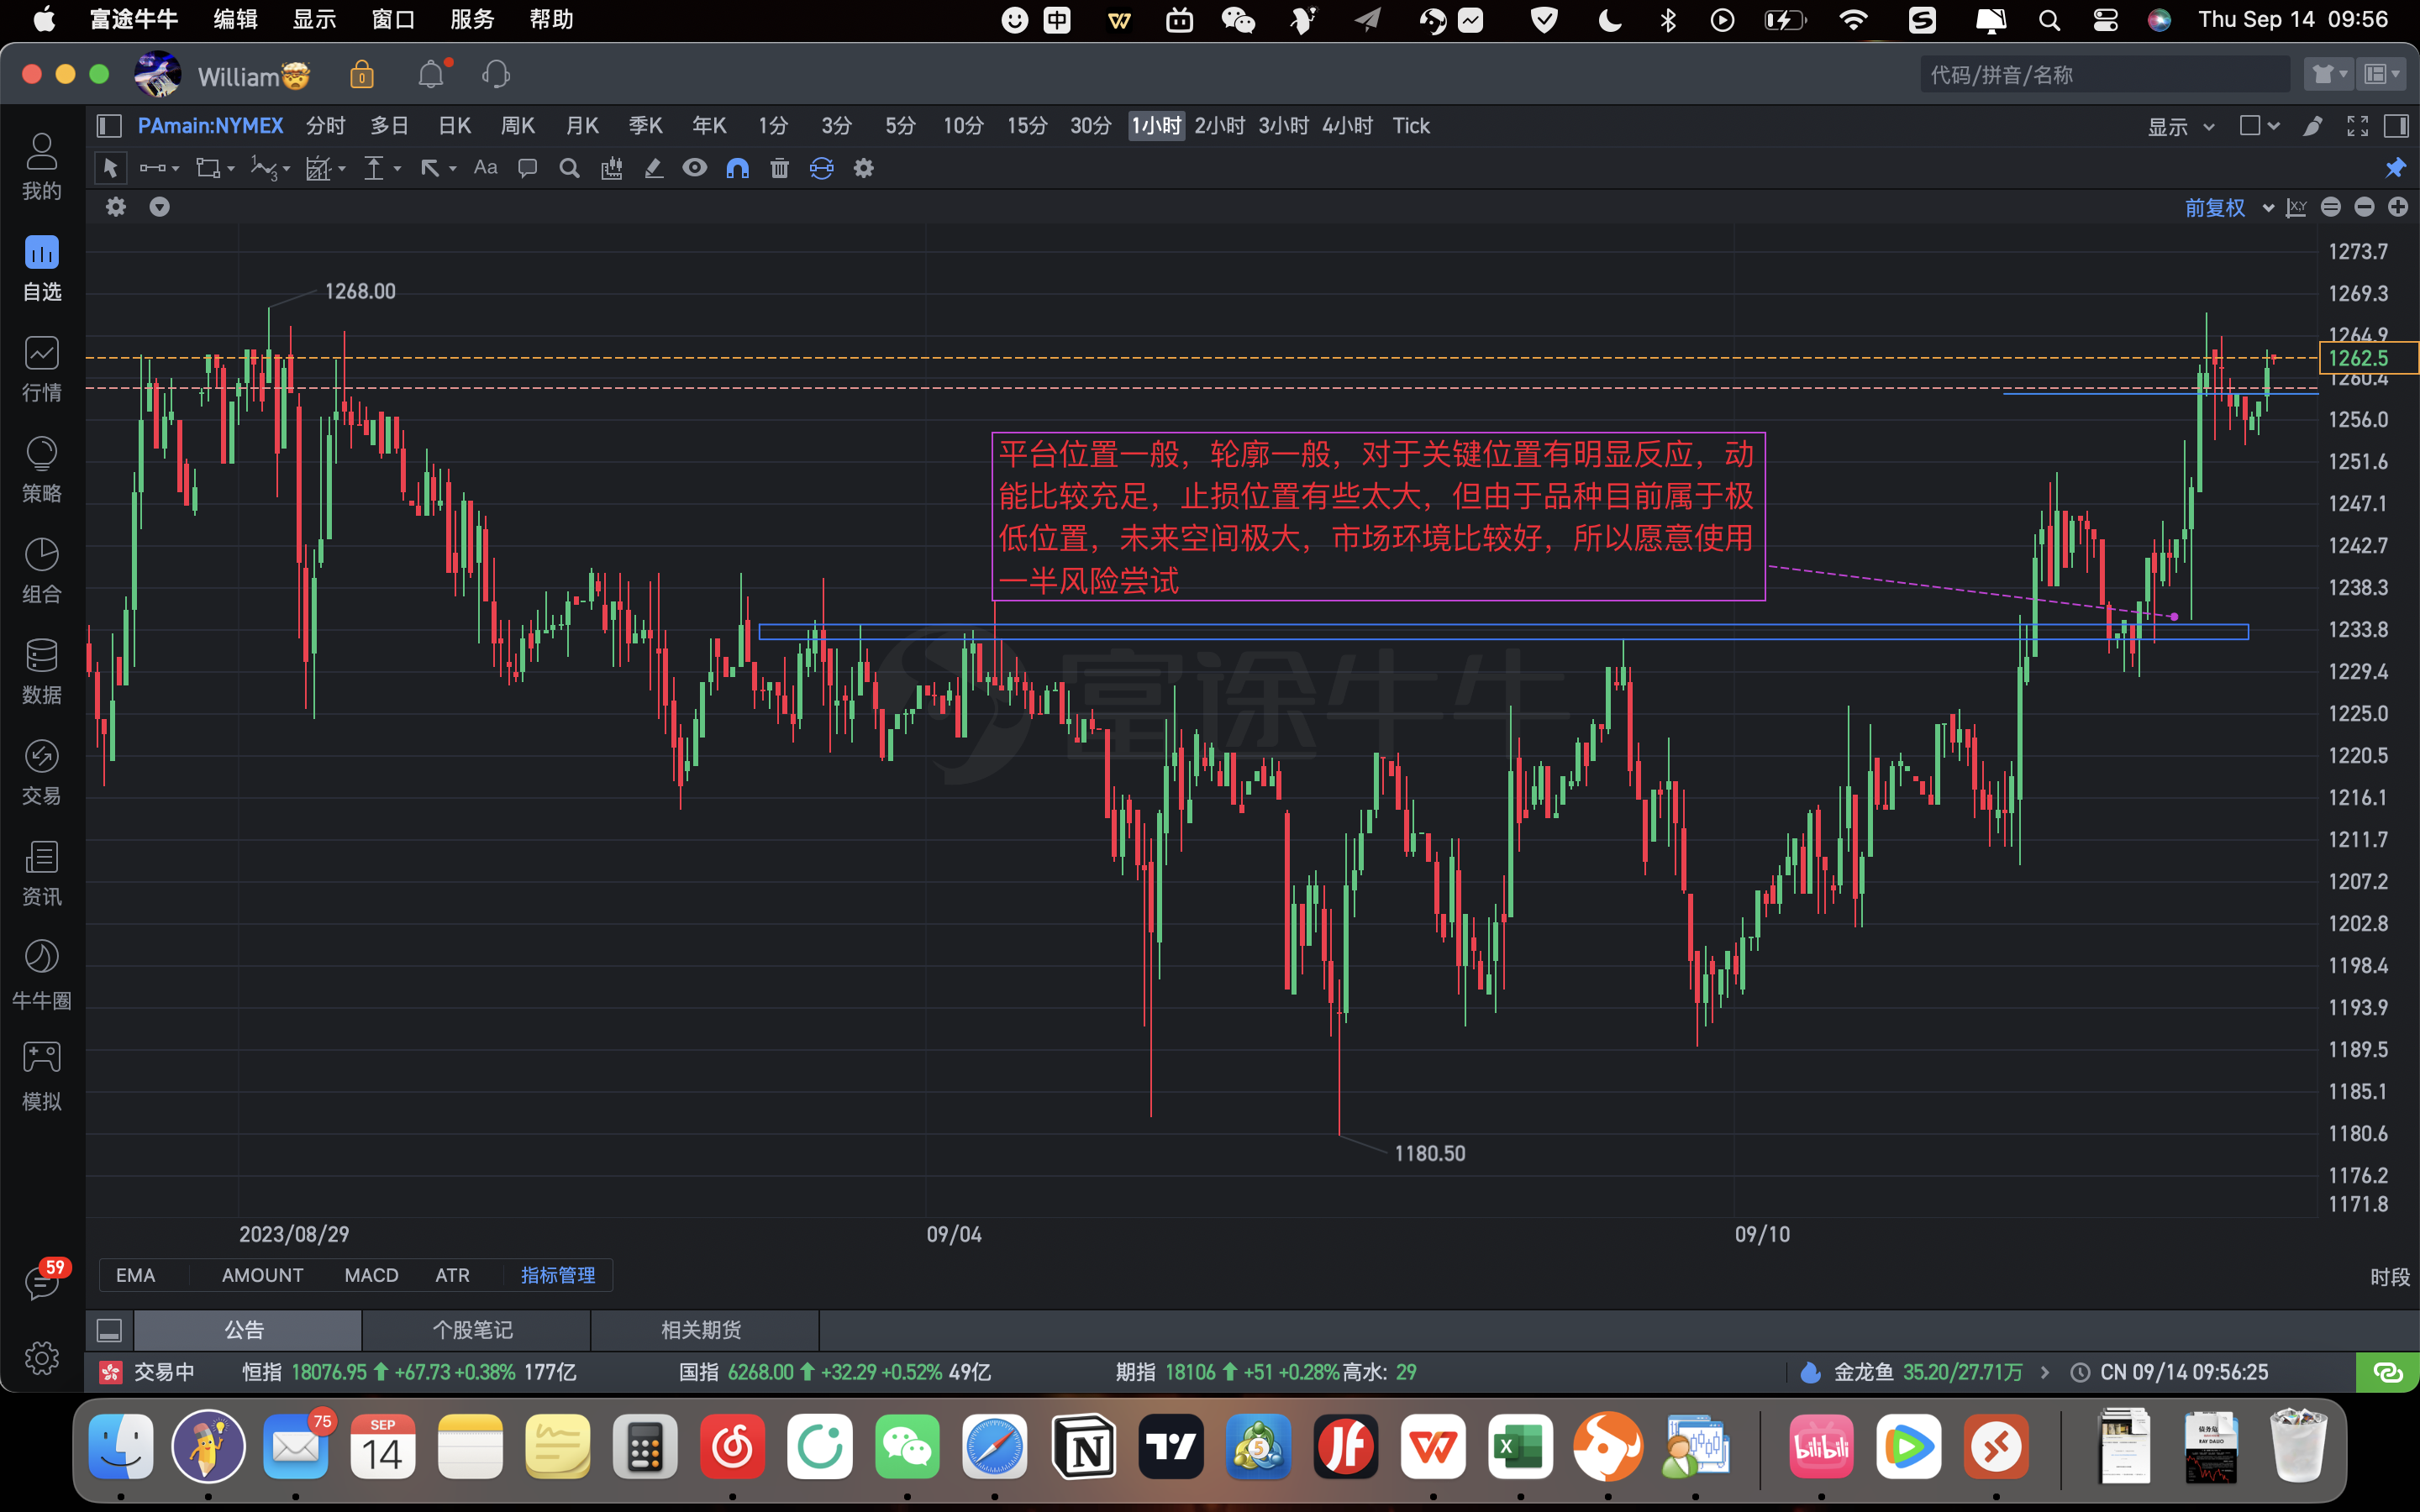 富途牛牛 编辑 显示 窗口 服务 帮助 中 Thu Sep 14 09:56
William 代码/拼音/名称
PAmain:NYMEX 分时 多日 日K 周K 月K 季K 年K 1分 3分 5分 10分 15分 30分 1小时 2小时 3小时 4小时 Tick 显示
Aa
前复权 X,Y
我的
自选
行情
策略
组合
数据
交易
资讯
牛牛圈
模拟
59
1268.00
平台位置一般，轮廓一般，对于关键位置有明显反应，动
能比较充足，止损位置有些太大，但由于品种目前属于极
低位置，未来空间极大，市场环境比较好，所以愿意使用
一半风险尝试
富途牛牛
1180.50
1273.7
1269.3
1264.9
1262.5
1260.4
1256.0
1251.6
1247.1
1242.7
1238.3
1233.8
1229.4
1225.0
1220.5
1216.1
1211.7
1207.2
1202.8
1198.4
1193.9
1189.5
1185.1
1180.6
1176.2
1171.8
2023/08/29 09/04 09/10
EMA AMOUNT MACD ATR 指标管理 时段
公告 个股笔记 相关期货
交易中 恒指 18076.95 +67.73 +0.38% 177亿 国指 6268.00 +32.29 +0.52% 49亿 期指 18106 +51 +0.28% 高水: 29 金龙鱼 35.20/27.71万 CN 09/14 09:56:25
75
SEP
14
bilibili